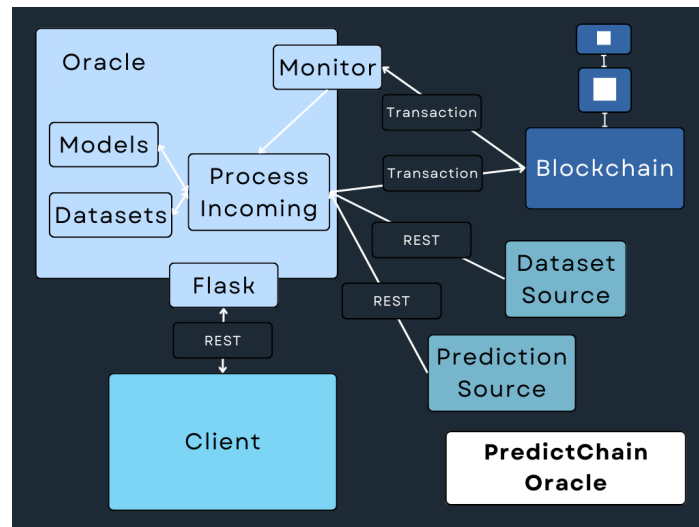 Oracle
Monitor
Transaction
Models
Process
Incoming
Transaction
Blockchain
Datasets
REST
Dataset
Source
Flask
REST
REST
Prediction
Source
Client
PredictChain
Oracle